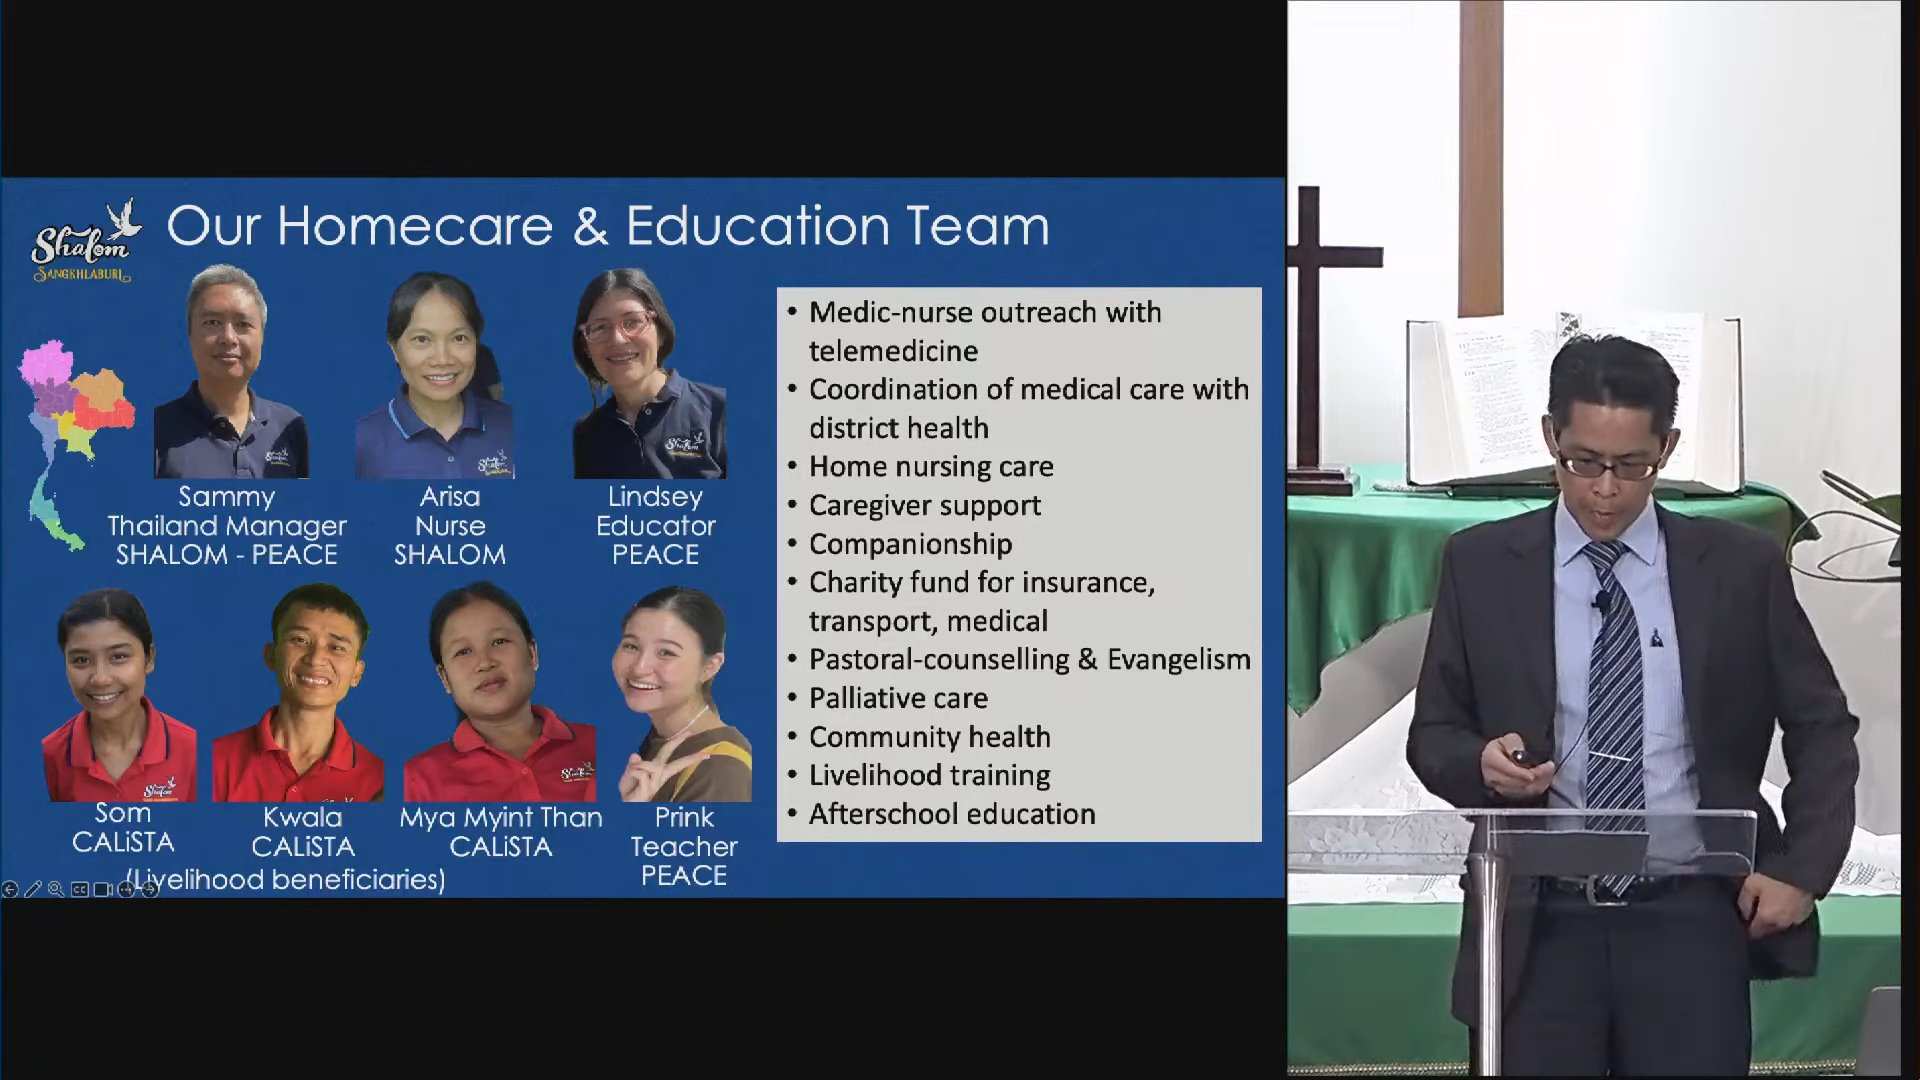 Shalom
SANGKHLABURI
Our Homecare & Education Team
Sammy
Thailand Manager
SHALOM - PEACE
Arisa
Nurse
SHALOM
Lindsey
Educator
PEACE
Som
CALiSTA
Kwala
CALiSTA
Mya Myint Than
CALiSTA
(Livelihood beneficiaries)
Prink
Teacher
PEACE
• Medic-nurse outreach with
telemedicine
• Coordination of medical care with
district health
• Home nursing care
• Caregiver support
• Companionship
• Charity fund for insurance,
transport, medical
• Pastoral-counselling & Evangelism
• Palliative care
• Community health
• Livelihood training
• Afterschool education